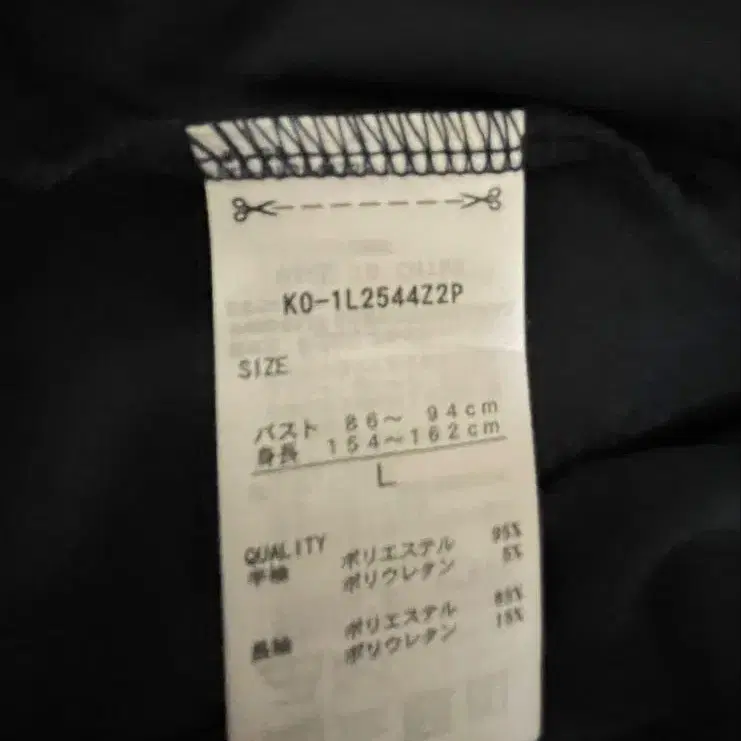 KO-1L2544Z2P
SIZE
バスト 86～ 94cm
身長 154～162cm
L
QUALITY
半袖 ポリエステル 95%
ポリウレタン 5%
長袖 ポリエステル 85%
ポリウレタン 15%